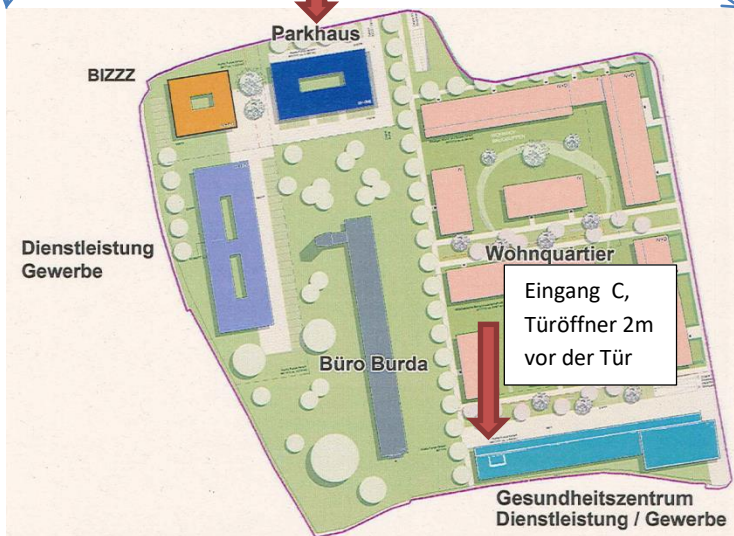 Parkhaus
BIZZZ
Dienstleistung
Gewerbe
Wohnquartier
Eingang C,
Türöffner 2m
vor der Tür
Büro Burda
Gesundheitszentrum
Dienstleistung / Gewerbe